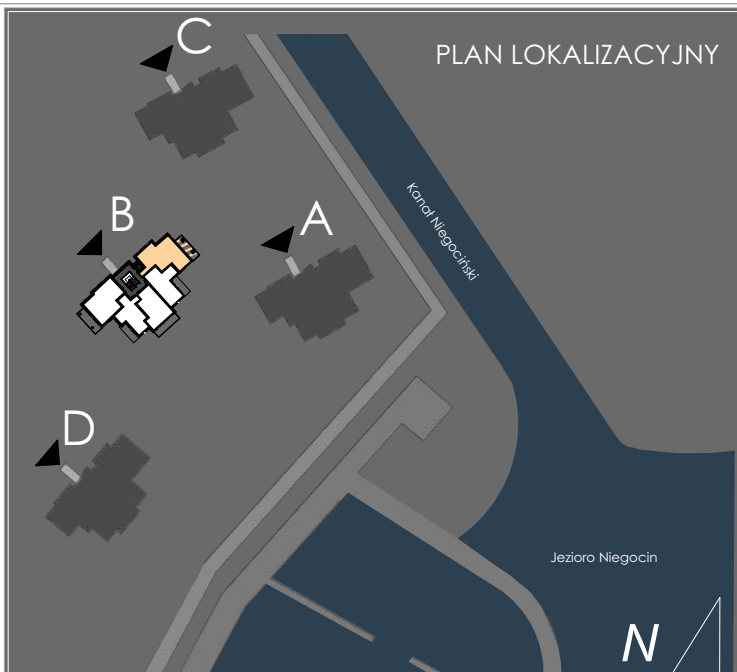 C
PLAN LOKALIZACYJNY
B
A
Kanał Niegociński
D
Jezioro Niegocin
N